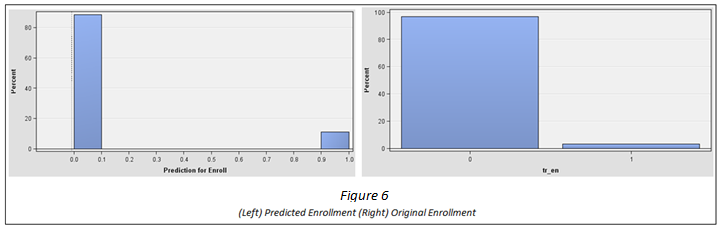 80
60
40
20
0
Percent
0.0 0.1 0.2 0.3 0.4 0.5 0.6 0.7 0.8 0.9 1.0
Prediction for Enroll
100
80
60
40
20
0
Percent
0 1
tr_en
Figure 6
(Left) Predicted Enrollment (Right) Original Enrollment